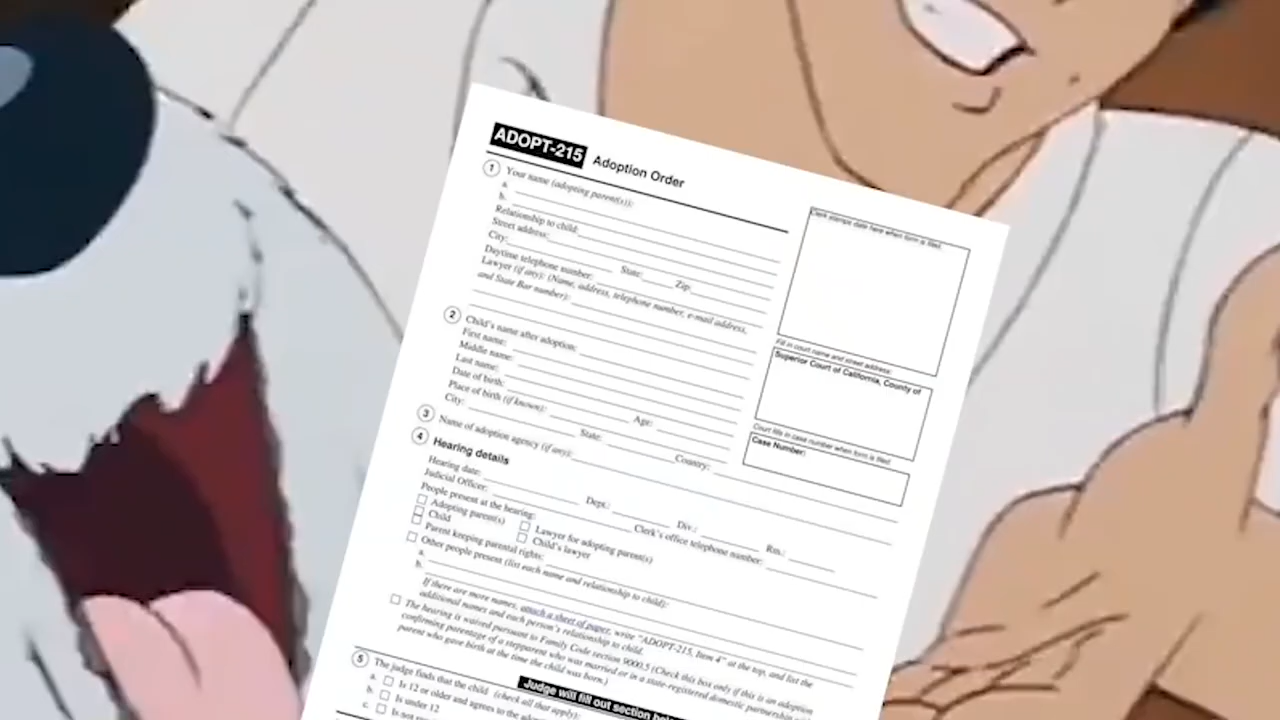 ADOPT-215 Adoption Order
Clerk stamps date here when form is filed.
1 Your name (adopting parent(s)):
a.
b.
Relationship to child:
Street address:
City: State: Zip:
Daytime telephone number:
Lawyer (if any): (Name, address, telephone number, e-mail address,
and State Bar number):
Fill in court name and street address:
Superior Court of California, County of
2 Child's name after adoption:
First name:
Middle name:
Last name:
Date of birth: Age:
Place of birth (if known):
City: State: Country:
Court fills in case number when form is filed.
Case Number:
3 Name of adoption agency (if any):
4 Hearing details
Hearing date: Dept.: Div.: Rm.:
Judicial Officer: Clerk's office telephone number:
People present at the hearing:
Adopting parent(s) Lawyer for adopting parent(s)
Child Child's lawyer
Parent keeping parental rights:
Other people present (list each name and relationship to child):
a.
b.
If there are more names, attach a sheet of paper, write "ADOPT-215, Item 4" at the top, and list the
additional names and each person's relationship to child.
The hearing is waived pursuant to Family Code section 9000.5 (Check this box only if this is an adoption
confirming parentage of a stepparent who was married or in a state-registered domestic partnership
parent who gave birth at the time the child was born.)
Judge will fill out section
5 The judge finds that the child (check all that apply):
a. Is 12 or older and agrees to the
b. Is under 12
c. Is not